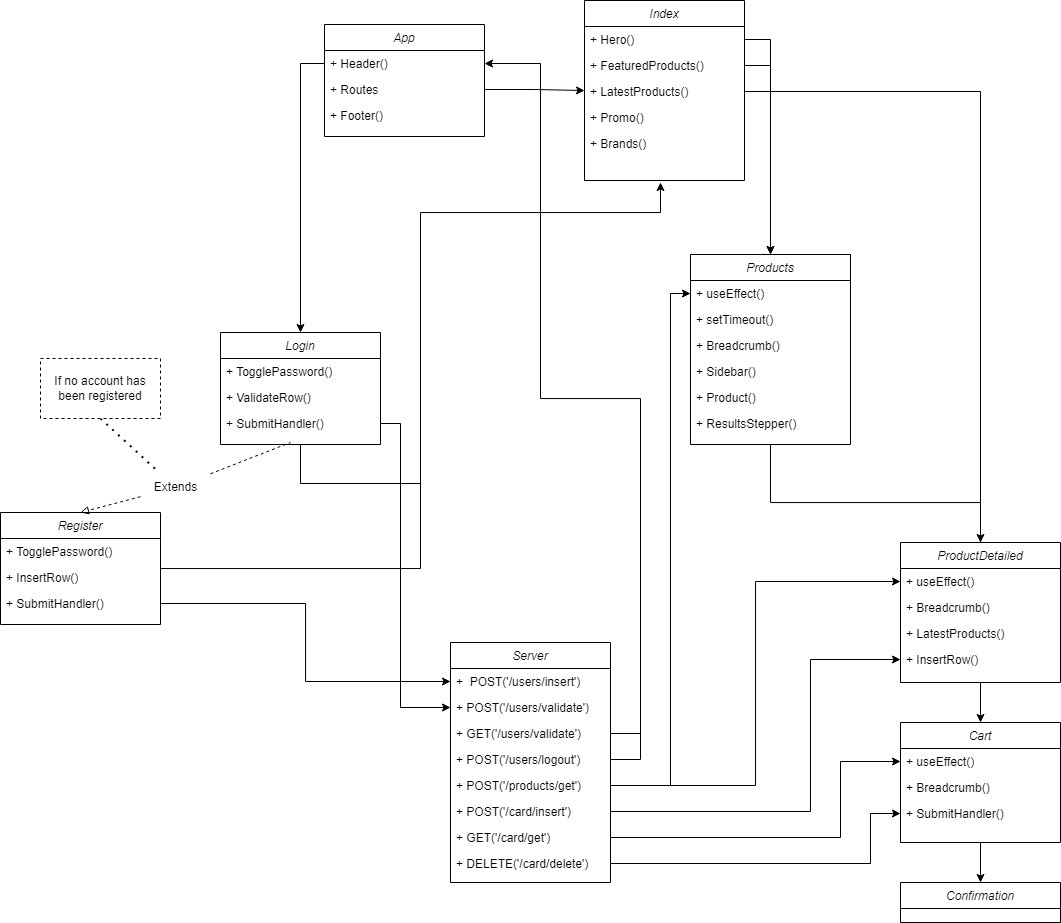 Index
+ Hero()
+ FeaturedProducts()
+ LatestProducts()
+ Promo()
+ Brands()
App
+ Header()
+ Routes
+ Footer()
Products
+ useEffect()
+ setTimeout()
+ Breadcrumb()
+ Sidebar()
+ Product()
+ ResultsStepper()
Login
+ TogglePassword()
+ ValidateRow()
+ SubmitHandler()
If no account has
been registered
Extends
Register
+ TogglePassword()
+ InsertRow()
+ SubmitHandler()
ProductDetailed
+ useEffect()
+ Breadcrumb()
+ LatestProducts()
+ InsertRow()
Server
+ POST('/users/insert')
+ POST('/users/validate')
+ GET('/users/validate')
+ POST('/users/logout')
+ POST('/products/get')
+ POST('/card/insert')
+ GET('/card/get')
+ DELETE('/card/delete')
Cart
+ useEffect()
+ Breadcrumb()
+ SubmitHandler()
Confirmation